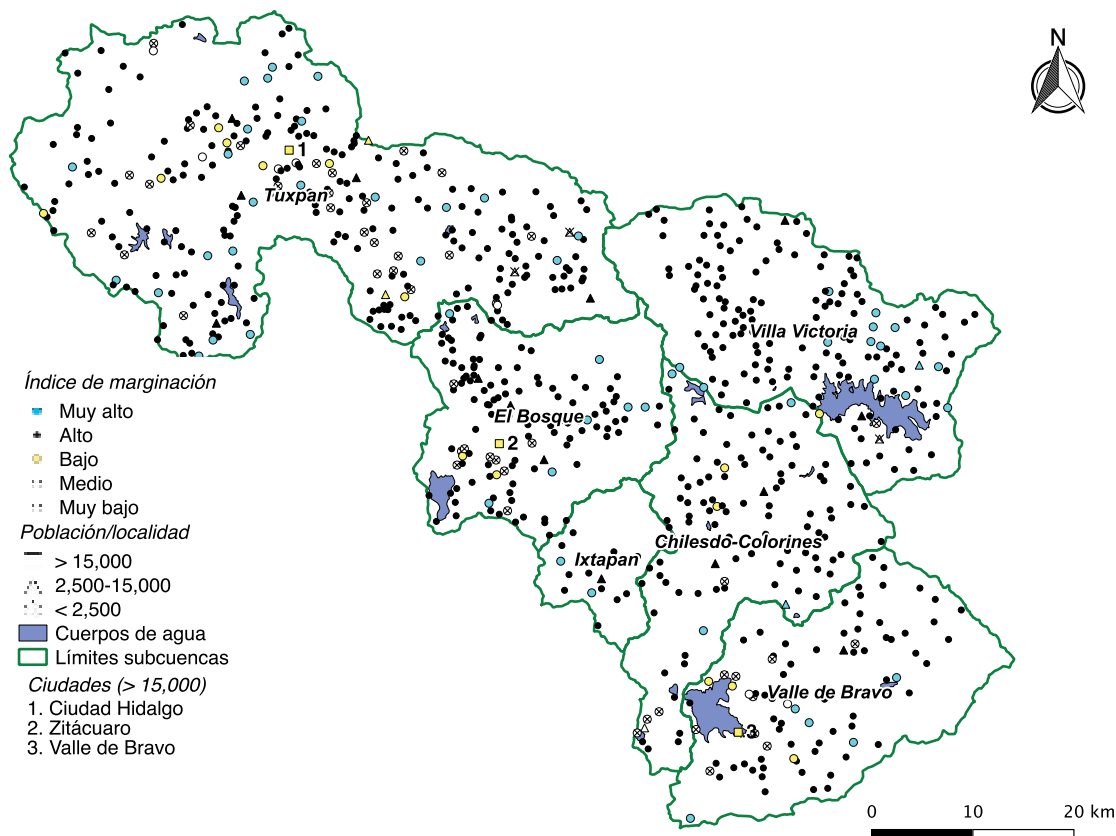 N
1
Tuxpan
Villa Victoria
El Bosque
2
Ixtapan
Chilesdo-Colorines
Valle de Bravo
3
Índice de marginación
Muy alto
Alto
Bajo
Medio
Muy bajo
Población/localidad
> 15,000
2,500-15,000
< 2,500
Cuerpos de agua
Límites subcuencas
Ciudades (> 15,000)
1. Ciudad Hidalgo
2. Zitácuaro
3. Valle de Bravo
0 10 20 km